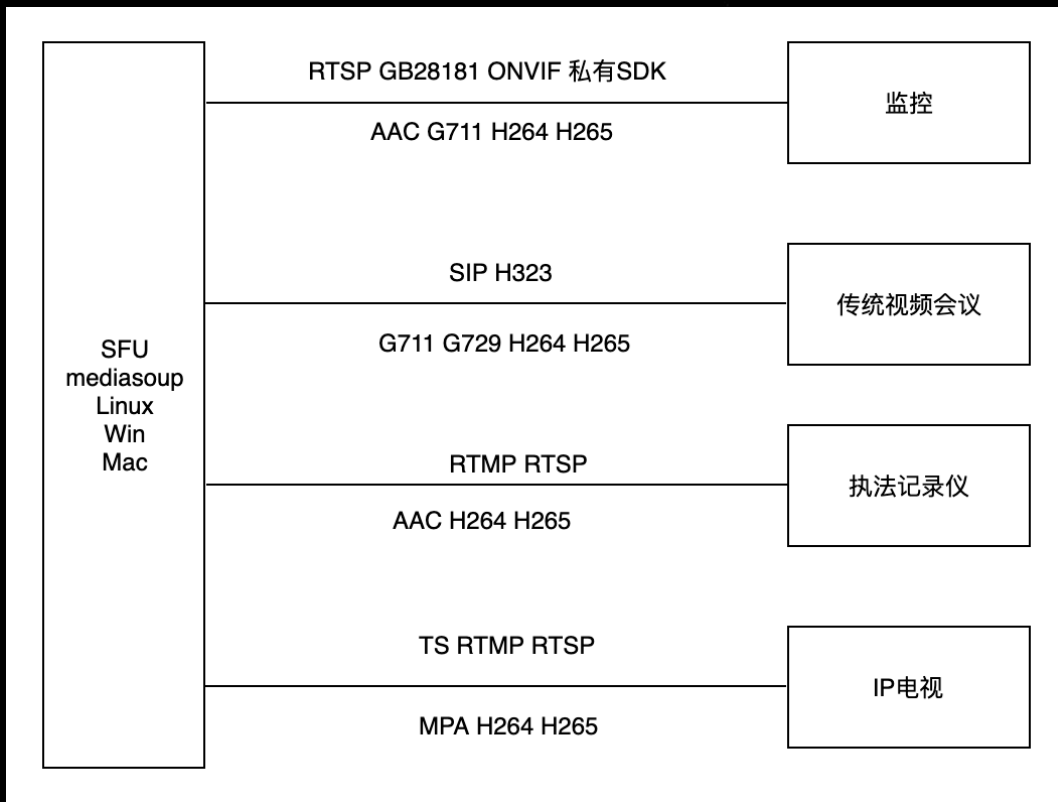 RTSP GB28181 ONVIF 私有SDK
监控
AAC G711 H264 H265
SIP H323
传统视频会议
G711 G729 H264 H265
SFU
mediasoup
Linux
Win
Mac
RTMP RTSP
执法记录仪
AAC H264 H265
TS RTMP RTSP
IP电视
MPA H264 H265